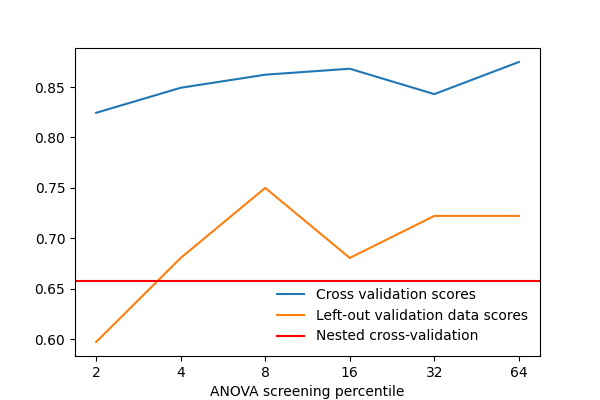 0.85
0.80
0.75
0.70
0.65
0.60
Cross validation scores
Left-out validation data scores
Nested cross-validation
2 4 8 16 32 64
ANOVA screening percentile